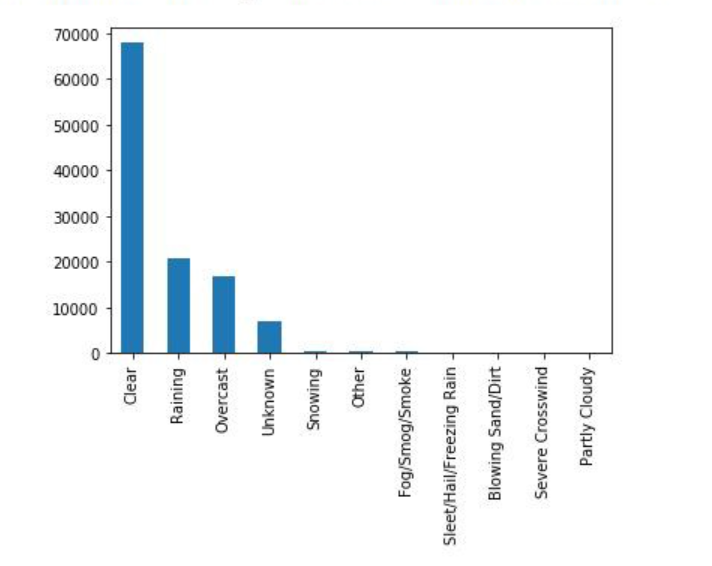 70000
60000
50000
40000
30000
20000
10000
0
Clear
Raining
Overcast
Unknown
Snowing
Other
Fog/Smog/Smoke
Sleet/Hail/Freezing Rain
Blowing Sand/Dirt
Severe Crosswind
Partly Cloudy